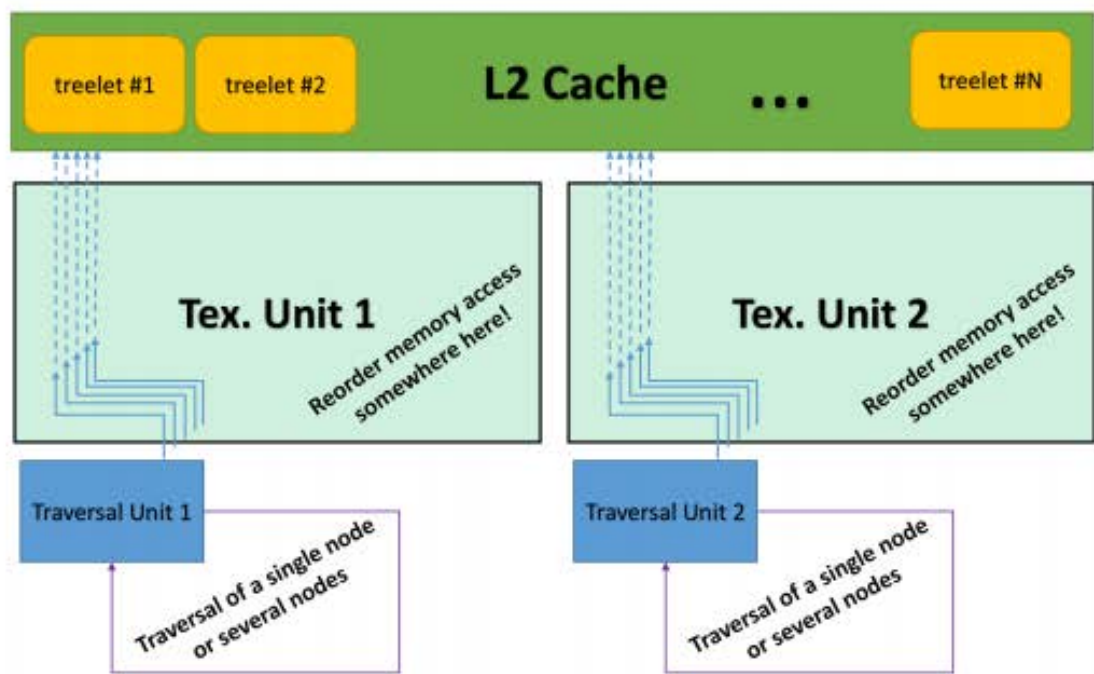 treelet #1
treelet #2
L2 Cache
...
treelet #N
Tex. Unit 1
Reorder memory access
somewhere here!
Tex. Unit 2
Reorder memory access
somewhere here!
Traversal Unit 1
Traversal of a single node
or several nodes
Traversal Unit 2
Traversal of a single node
or several nodes